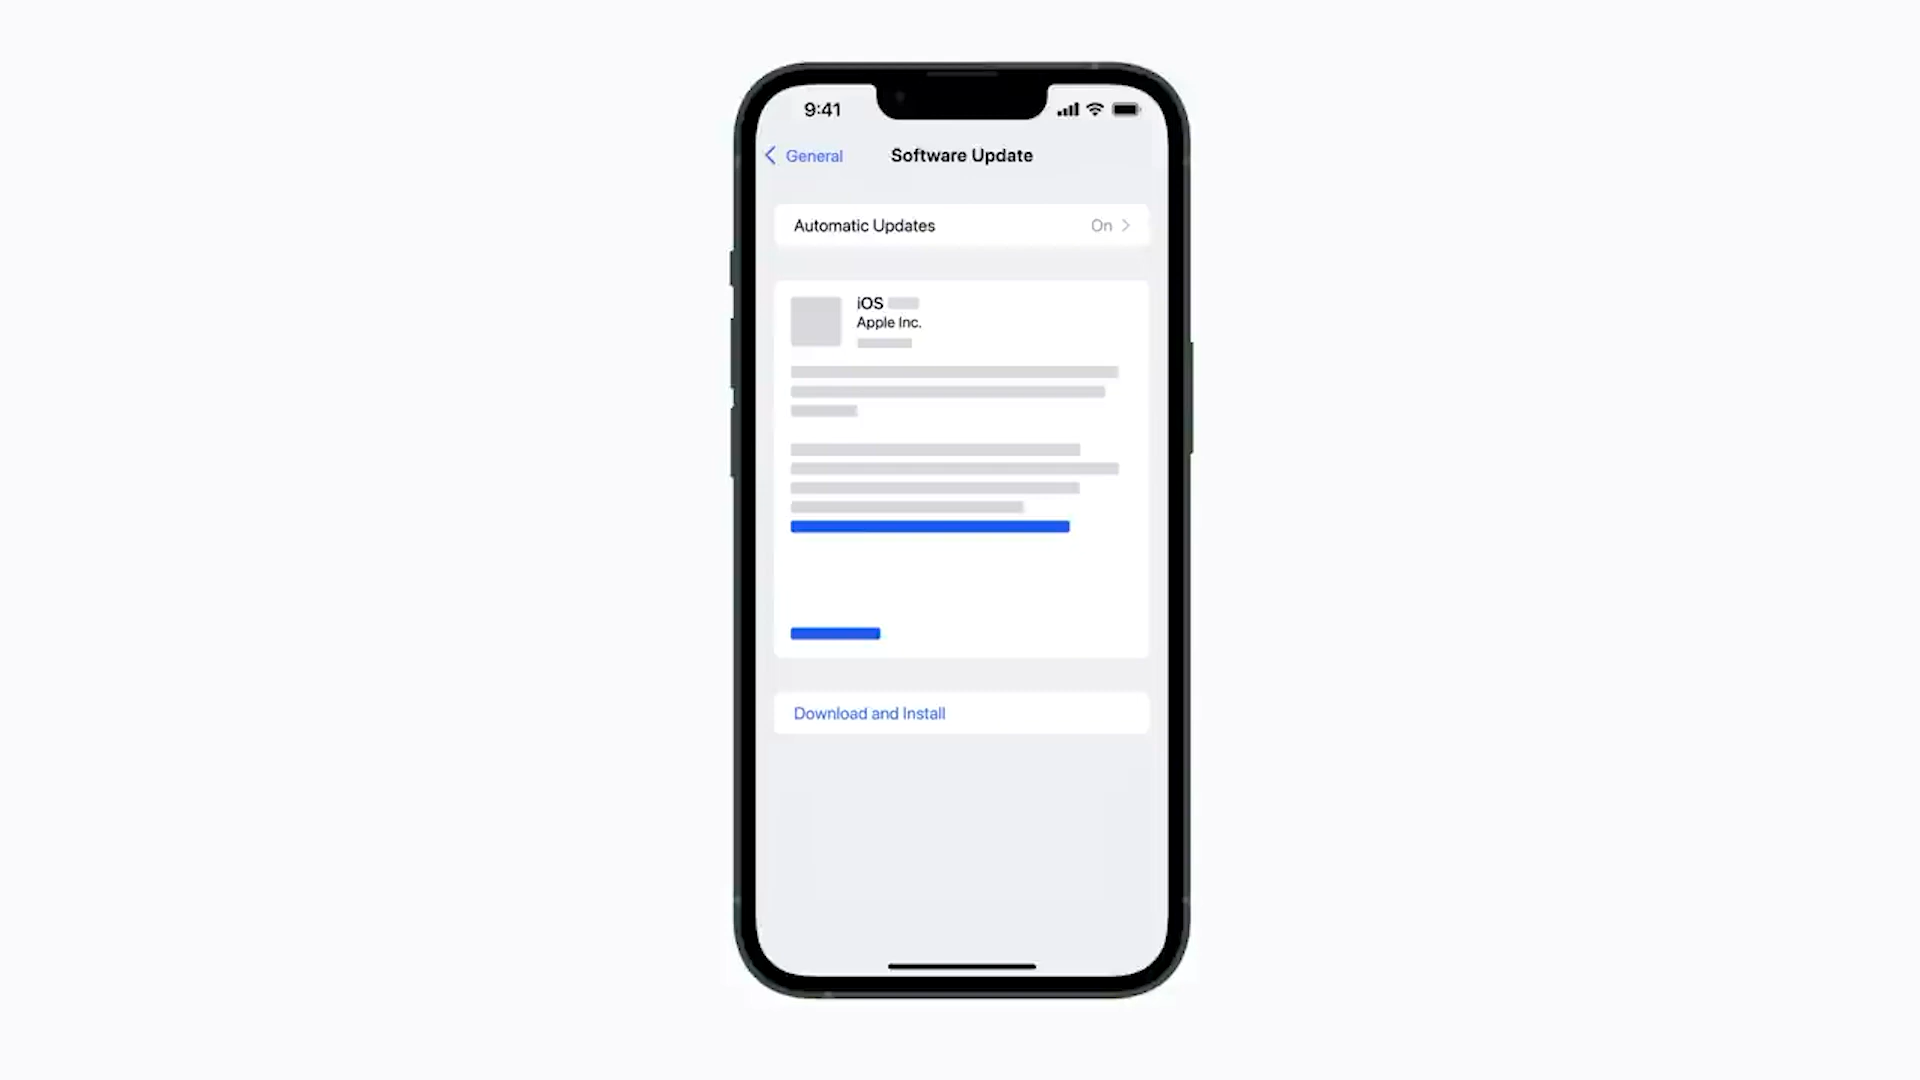 9:41
General
Software Update
Automatic Updates On
iOS
Apple Inc.
Download and Install